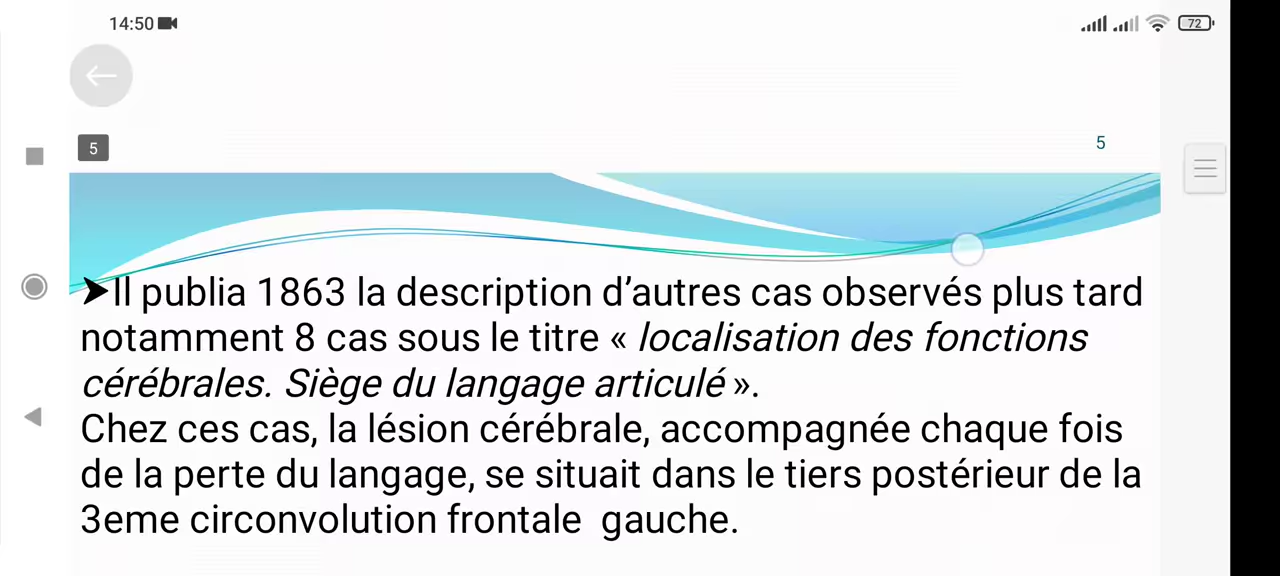 14:50
72
5
5
➤Il publia 1863 la description d’autres cas observés plus tard
notamment 8 cas sous le titre « localisation des fonctions
cérébrales. Siège du langage articulé ».
Chez ces cas, la lésion cérébrale, accompagnée chaque fois
de la perte du langage, se situait dans le tiers postérieur de la
3eme circonvolution frontale  gauche.